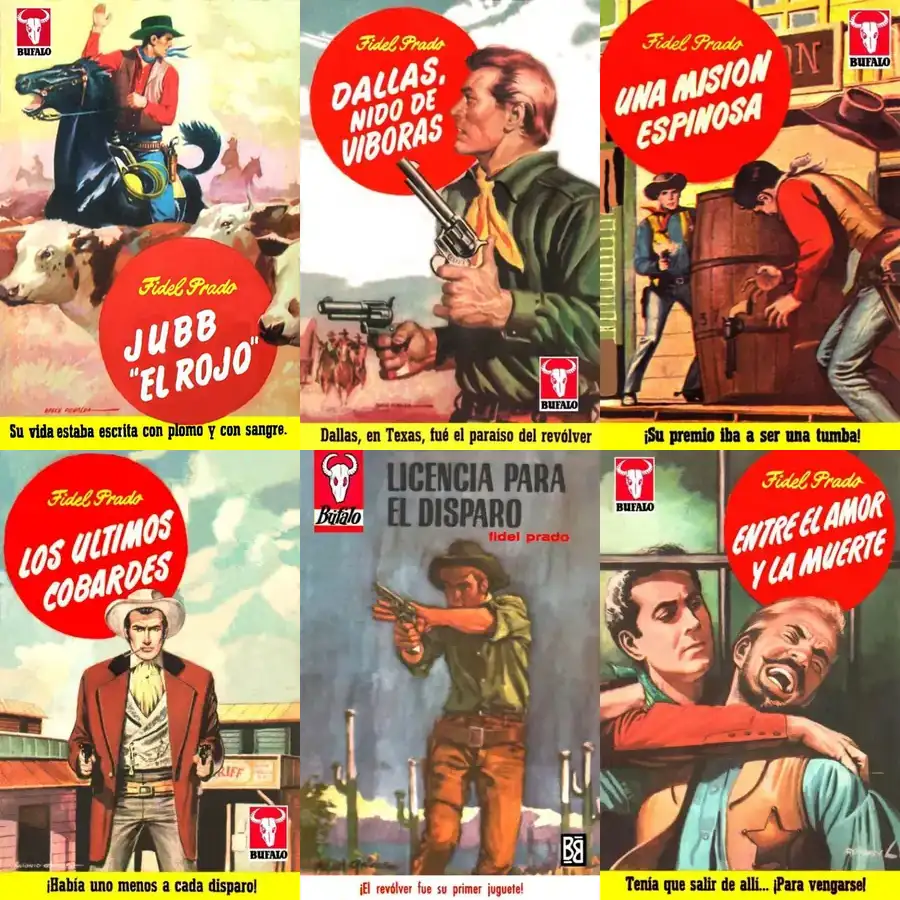 BUFALO
Fidel Prado
JUBB
"EL ROJO"
Su vida estaba escrita con plomo y con sangre.
Fidel Prado
DALLAS,
NIDO DE
VIBORAS
BUFALO
Dallas, en Texas, fué el paraíso del revólver
Fidel Prado
UNA MISION
ESPINOSA
BUFALO
ON
¡Su premio iba a ser una tumba!
Fidel Prado
LOS ULTIMOS
COBARDES
RIFF
BUFALO
¡Había uno menos a cada disparo!
Búfalo
LICENCIA PARA
EL DISPARO
fidel prado
BB
¡El revólver fue su primer juguete!
BUFALO
Fidel Prado
ENTRE EL AMOR
Y LA MUERTE
Tenía que salir de allí... ¡Para vengarse!